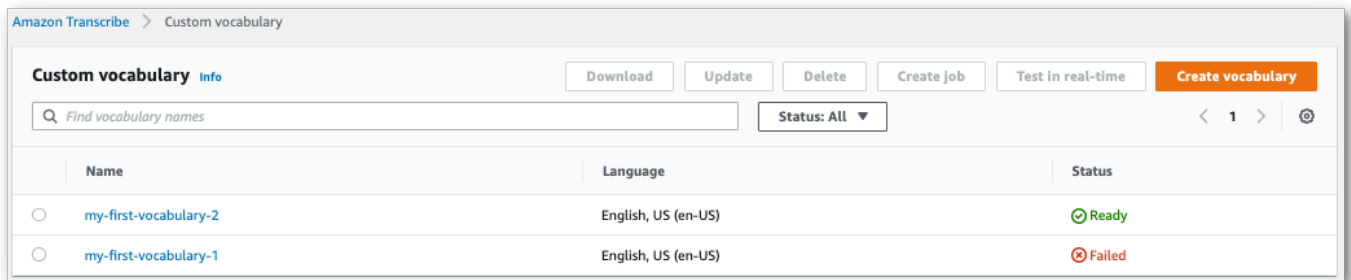 Amazon Transcribe > Custom vocabulary
Custom vocabulary Info Download Update Delete Create job Test in real-time Create vocabulary
Find vocabulary names Status: All ▼ < 1 >
Name Language Status
my-first-vocabulary-2 English, US (en-US) Ready
my-first-vocabulary-1 English, US (en-US) Failed